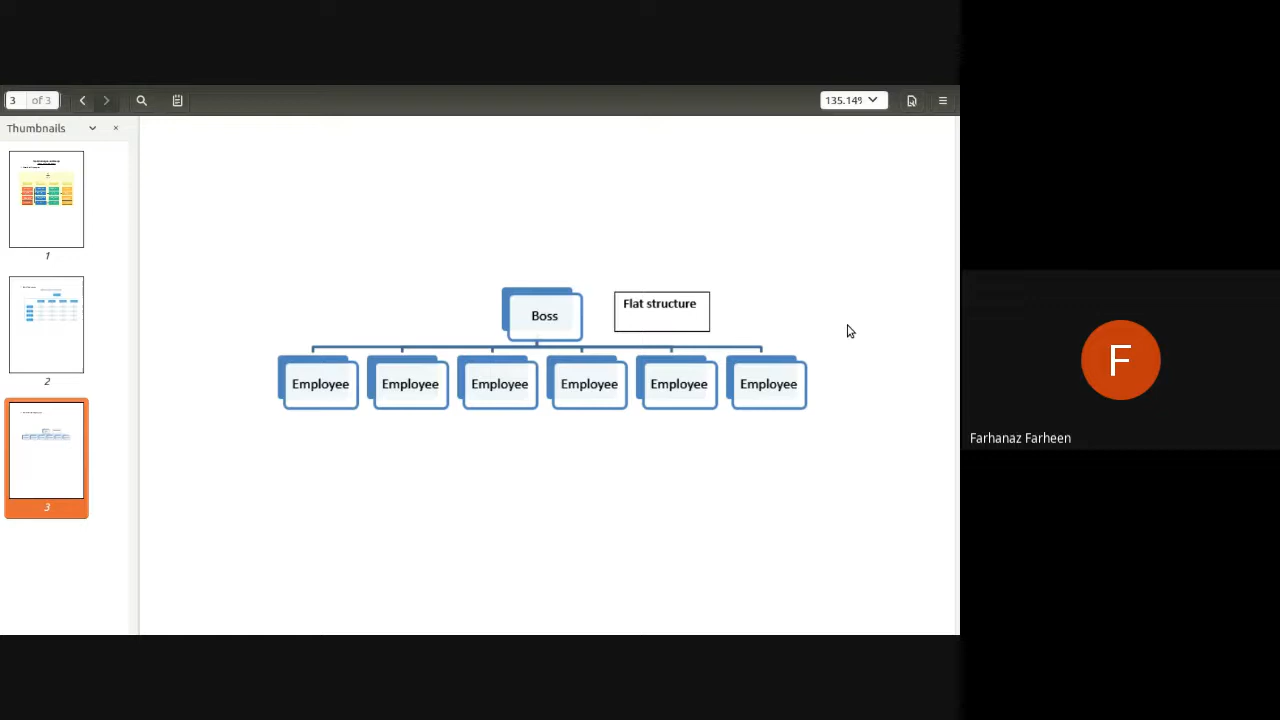 3 of 3
135.14%
Thumbnails
1
2
3
Boss
Flat structure
Employee Employee Employee Employee Employee Employee
F
Farhanaz Farheen